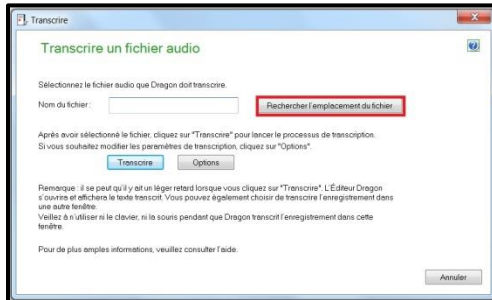 Transcrire
Transcrire un fichier audio
Sélectionnez le fichier audio que Dragon doit transcrire.
Nom du fichier :
Rechercher l'emplacement du fichier
Après avoir sélectionné le fichier, cliquez sur "Transcrire" pour lancer le processus de transcription.
Si vous souhaitez modifier les paramètres de transcription, cliquez sur "Options".
Transcrire Options
Remarque : il se peut qu'il y ait un léger retard lorsque vous cliquez sur "Transcrire". L'Éditeur Dragon
s'ouvrira et affichera le texte transcrit. Vous pouvez également choisir de transcrire l'enregistrement dans
une autre fenêtre.
Veillez à n'utiliser ni le clavier, ni la souris pendant que Dragon transcrit l'enregistrement dans cette
fenêtre.
Pour de plus amples informations, veuillez consulter l'aide.
Annuler